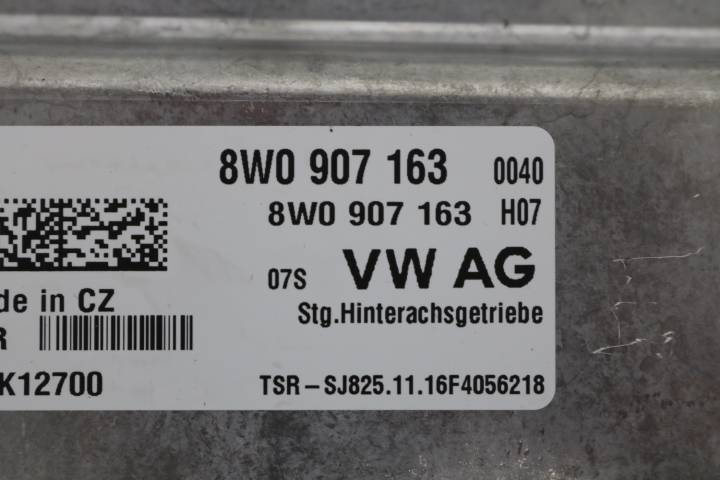 8W0 907 163 0040
8W0 907 163 H07
07S VW AG
de in CZ
Stg.Hinterachsgetriebe
R
K12700
TSR-SJ825.11.16F4056218